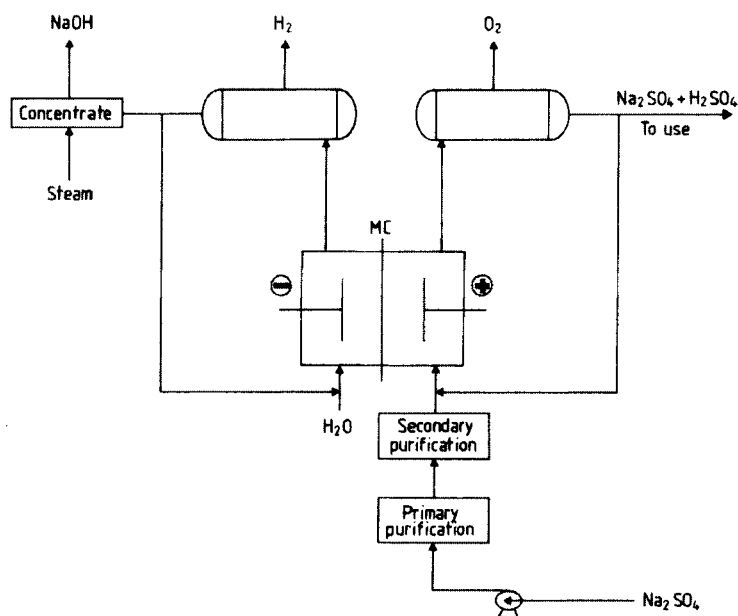 NaOH
H₂
O₂
Concentrate
Na₂SO₄ + H₂SO₄
To use
Steam
MC
−
+
H₂O
Secondary
purification
Primary
purification
Na₂SO₄